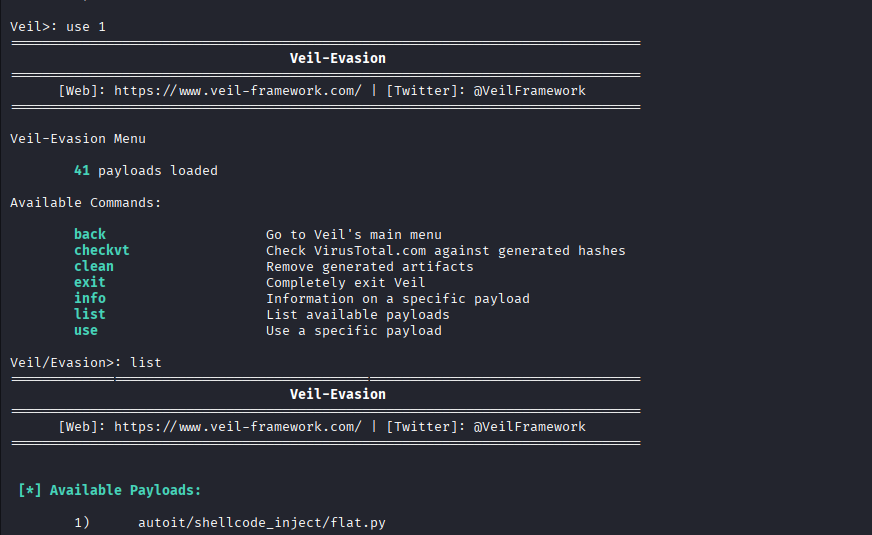 Veil>: use 1
Veil-Evasion
[Web]: https://www.veil-framework.com/ | [Twitter]: @VeilFramework
Veil-Evasion Menu
41 payloads loaded
Available Commands:
back Go to Veil's main menu
checkvt Check VirusTotal.com against generated hashes
clean Remove generated artifacts
exit Completely exit Veil
info Information on a specific payload
list List available payloads
use Use a specific payload
Veil/Evasion>: list
Veil-Evasion
[Web]: https://www.veil-framework.com/ | [Twitter]: @VeilFramework
[*] Available Payloads:
1) autoit/shellcode_inject/flat.py